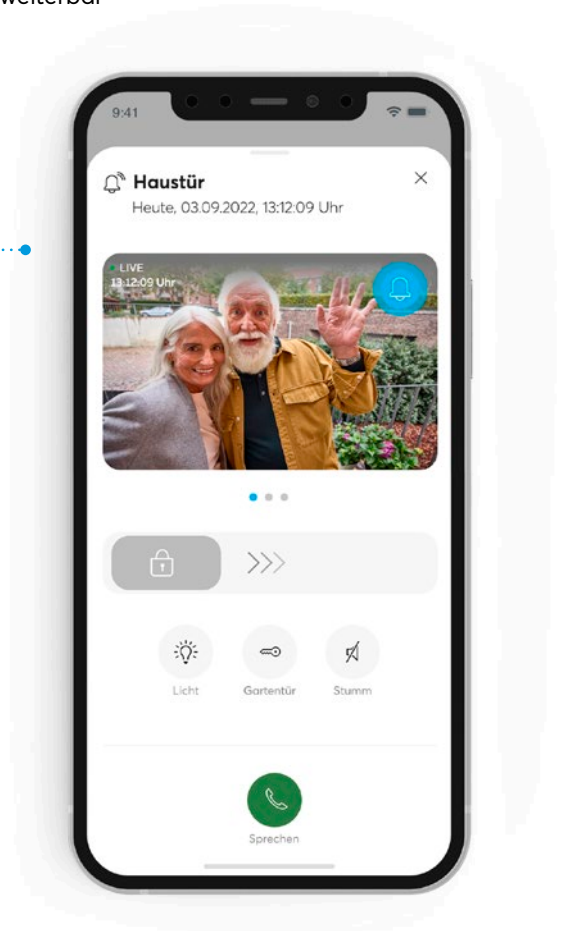 9:41
Haustür
Heute, 03.09.2022, 13:12:09 Uhr
LIVE
13:12:09 Uhr
Licht
Gartentür
Stumm
Sprechen